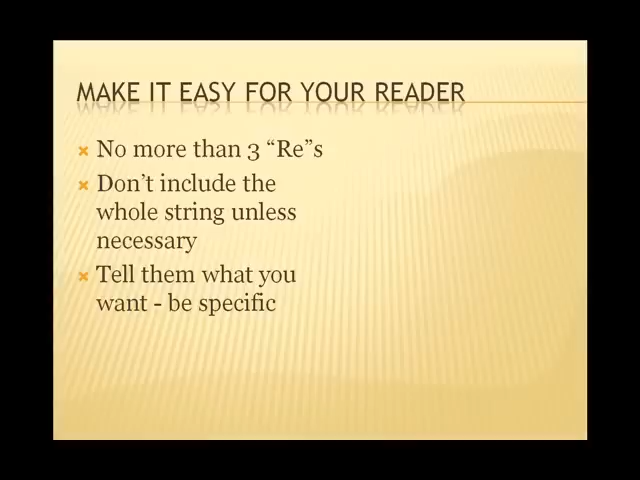 MAKE IT EASY FOR YOUR READER
No more than 3 “Re”s
Don’t include the
whole string unless
necessary
Tell them what you
want - be specific